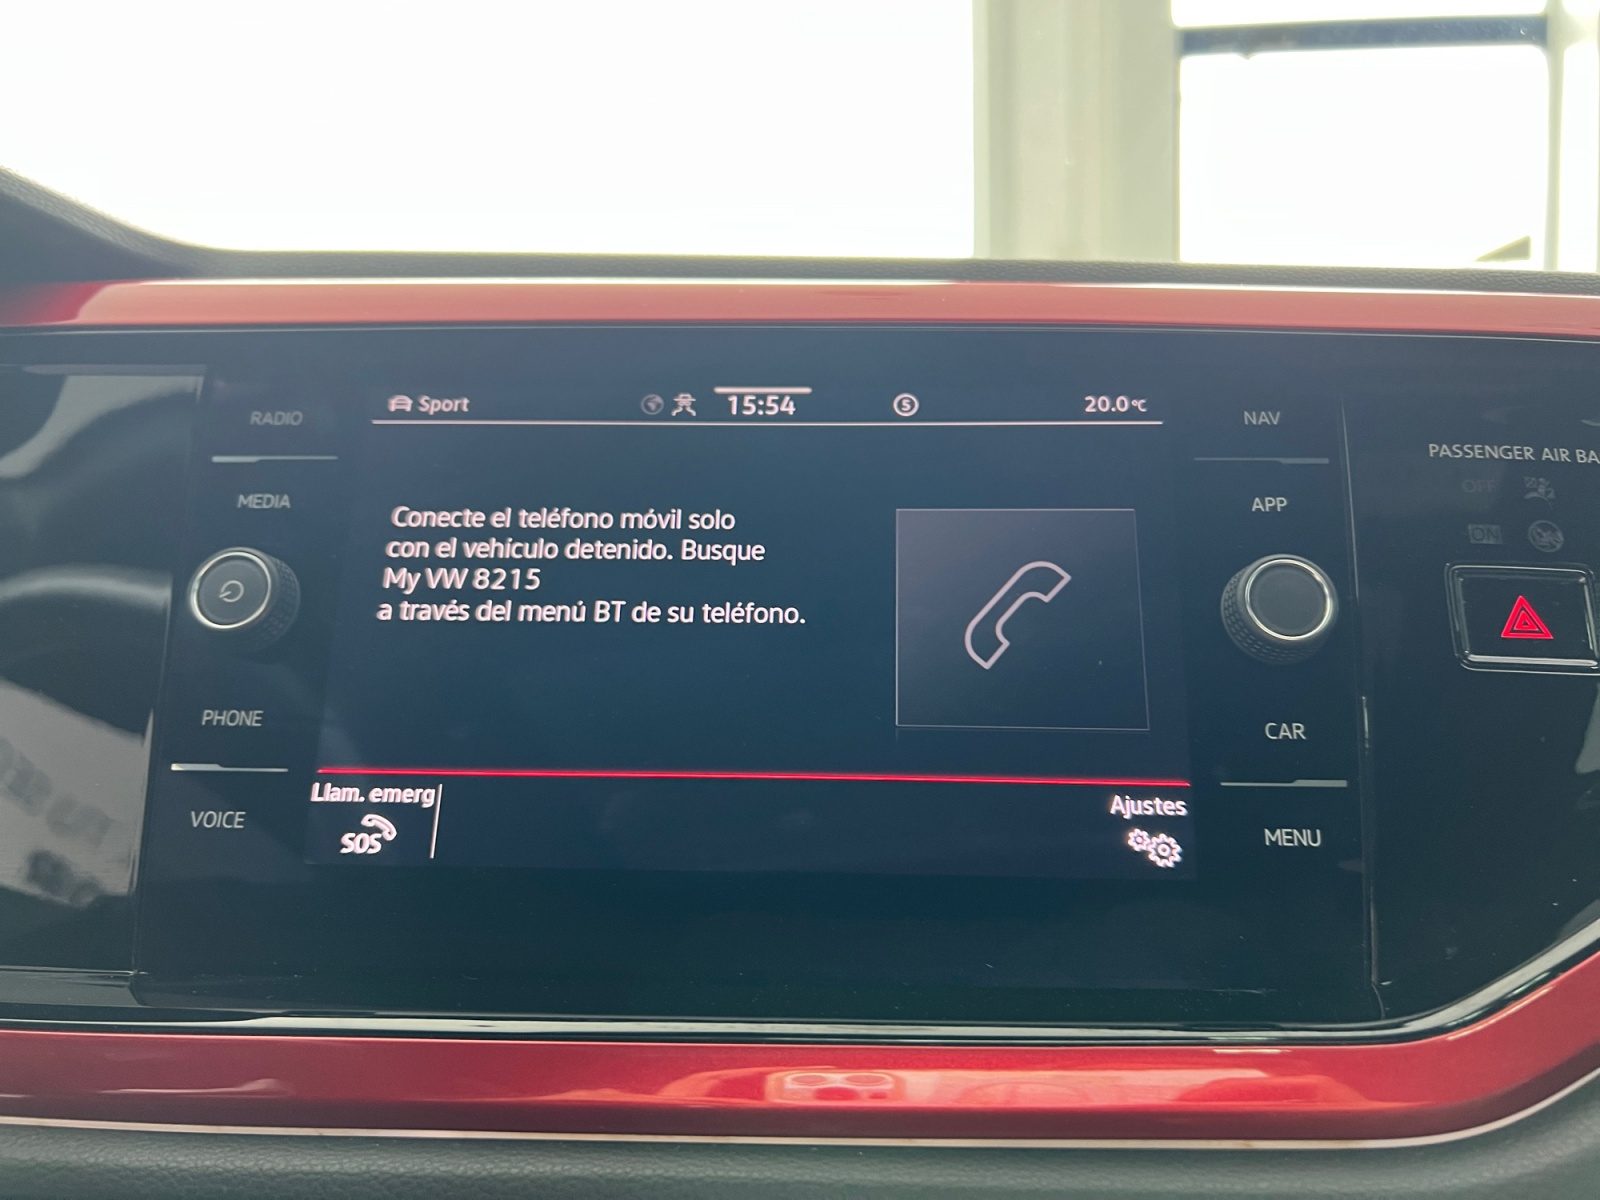 Sport
15:54
S
20.0°C
RADIO
MEDIA
PHONE
VOICE
Conecte el teléfono móvil solo
con el vehículo detenido. Busque
My VW 8215
a través del menú BT de su teléfono.
Llam. emerg
SOS
Ajustes
NAV
APP
CAR
MENU
PASSENGER AIR BA
OFF
ON